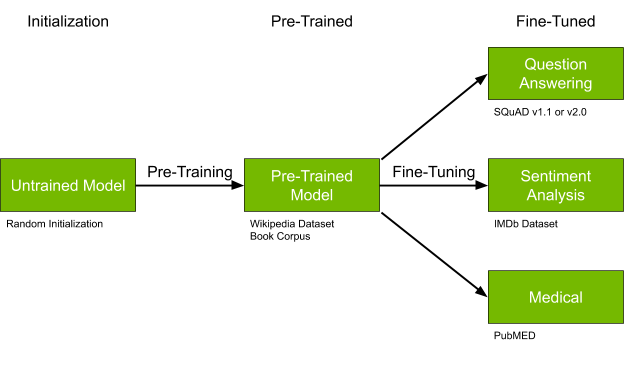 Initialization
Pre-Trained
Fine-Tuned
Question
Answering
SQuAD v1.1 or v2.0
Untrained Model
Random Initialization
Pre-Training
Pre-Trained
Model
Wikipedia Dataset
Book Corpus
Fine-Tuning
Sentiment
Analysis
IMDb Dataset
Medical
PubMED